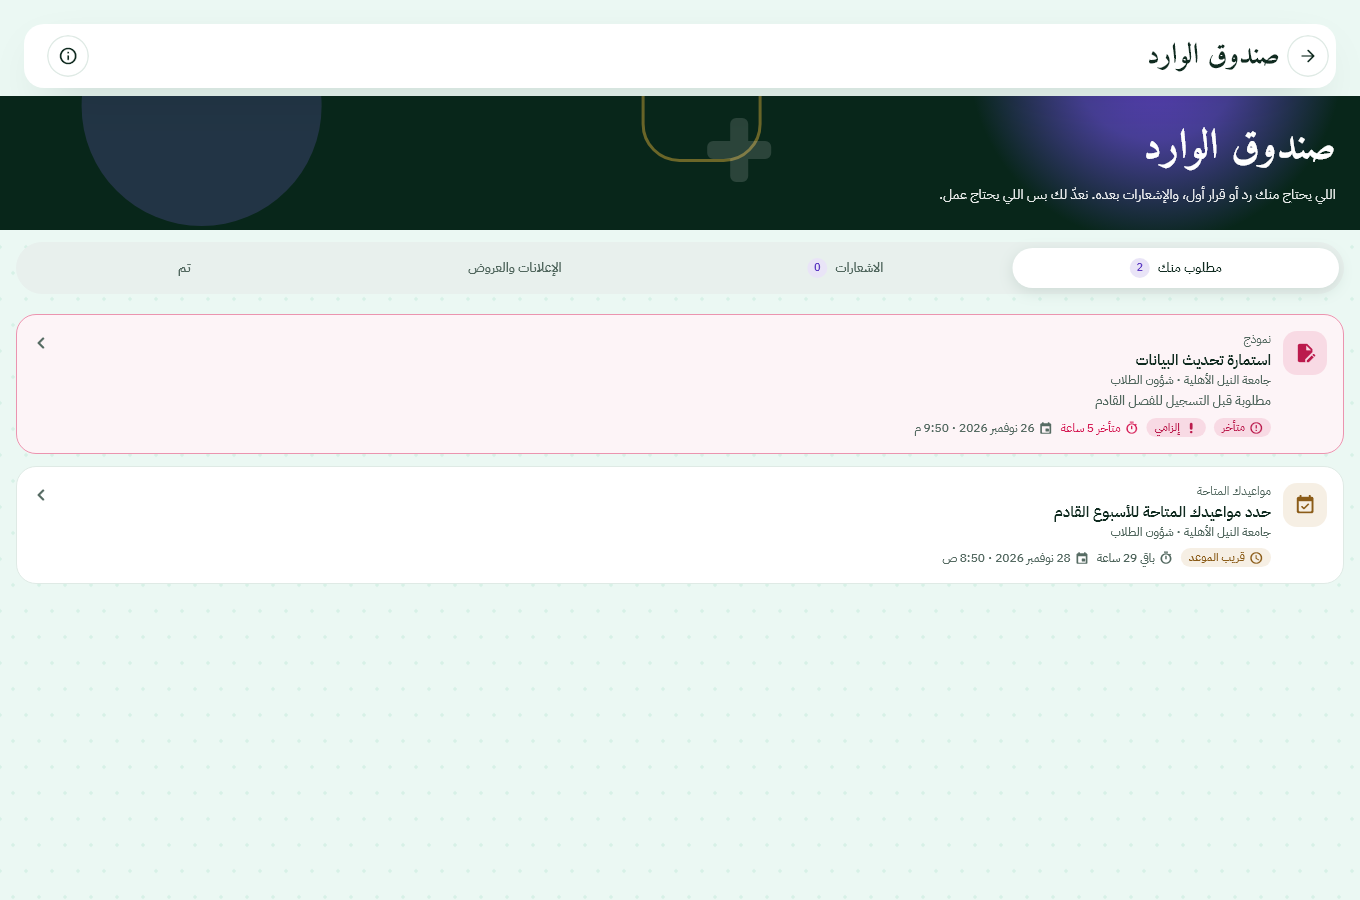 صندوق الوارد
صندوق الوارد
اللي يحتاج منك رد أو قرار أول، والإشعارات بعده. نعدّ لك بس اللي يحتاج عمل.
مطلوب منك 2
الاشعارات 0
الإعلانات والعروض
تم
نموذج
استمارة تحديث البيانات
جامعة النيل الأهلية · شؤون الطلاب
مطلوبة قبل التسجيل للفصل القادم
متأخر إلزامي متأخر 5 ساعة 26 نوفمبر 2026 · 9:50 م
مواعيدك المتاحة
حدد مواعيدك المتاحة للأسبوع القادم
جامعة النيل الأهلية · شؤون الطلاب
قريب الموعد باقي 29 ساعة 28 نوفمبر 2026 · 8:50 ص